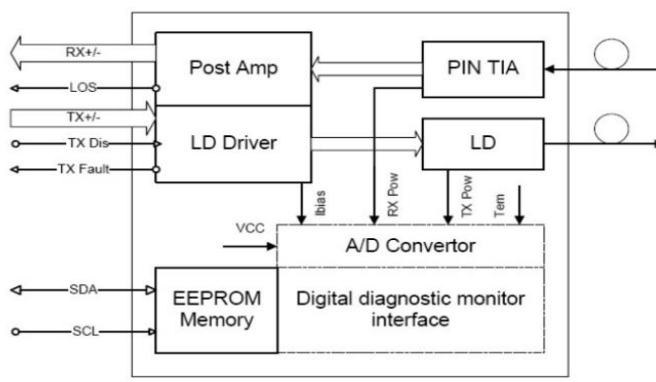 RX+/-
Post Amp
PIN TIA
LOS
TX+/-
TX Dis
LD Driver
LD
TX Fault
Ibias
RX Pow
TX Pow
Tem
VCC
A/D Convertor
SDA
EEPROM
Memory
Digital diagnostic monitor
interface
SCL